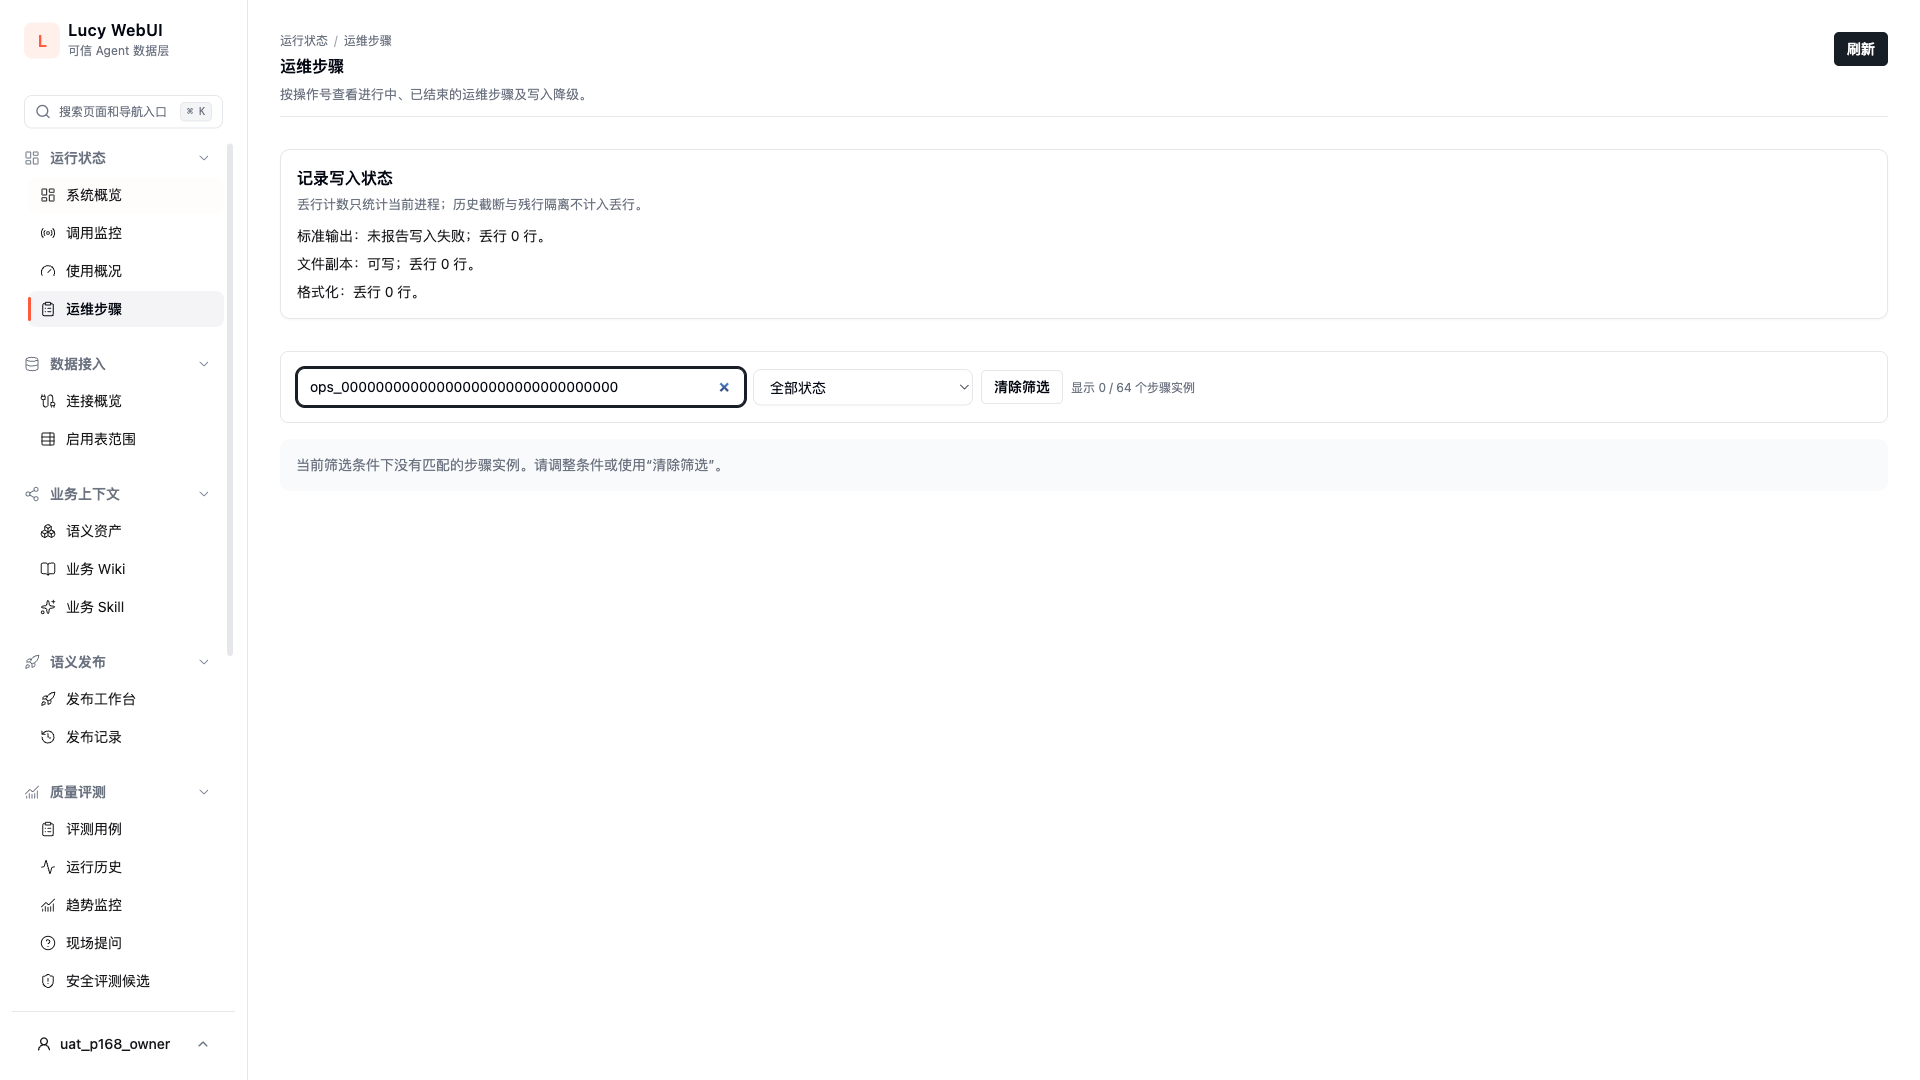 Lucy WebUI
可信 Agent 数据层
搜索页面和导航入口 ⌘ K
运行状态
系统概览
调用监控
使用概况
运维步骤
数据接入
连接概览
启用表范围
业务上下文
语义资产
业务 Wiki
业务 Skill
语义发布
发布工作台
发布记录
质量评测
评测用例
运行历史
趋势监控
现场提问
安全评测候选
uat_p168_owner
运行状态 / 运维步骤
运维步骤
按操作号查看进行中、已结束的运维步骤及写入降级。
刷新
记录写入状态
丢行计数只统计当前进程；历史截断与残行隔离不计入丢行。
标准输出：未报告写入失败；丢行 0 行。
文件副本：可写；丢行 0 行。
格式化：丢行 0 行。
ops_00000000000000000000000000000000 全部状态 清除筛选 显示 0 / 64 个步骤实例
当前筛选条件下没有匹配的步骤实例。请调整条件或使用“清除筛选”。